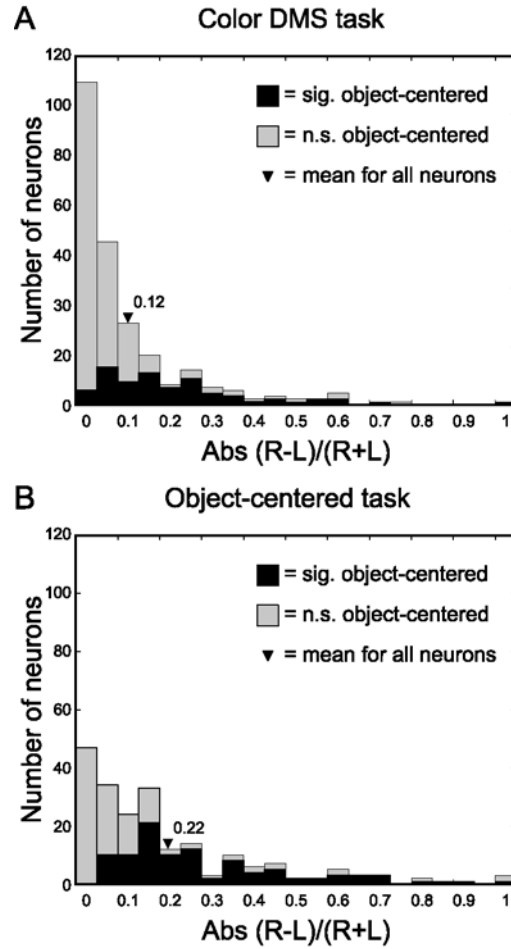 A
Color DMS task
120
100
80
60
40
30
20
0
Number of neurons
= sig. object-centered
= n.s. object-centered
= mean for all neurons
0.12
0 0.1 0.2 0.3 0.4 0.5 0.6 0.7 0.8 0.9 1
Abs (R-L)/(R+L)
B
Object-centered task
120
100
80
60
40
20
0
Number of neurons
= sig. object-centered
= n.s. object-centered
= mean for all neurons
0.22
0 0.1 0.2 0.3 0.4 0.5 0.6 0.7 0.8 0.9 1
Abs (R-L)/(R+L)